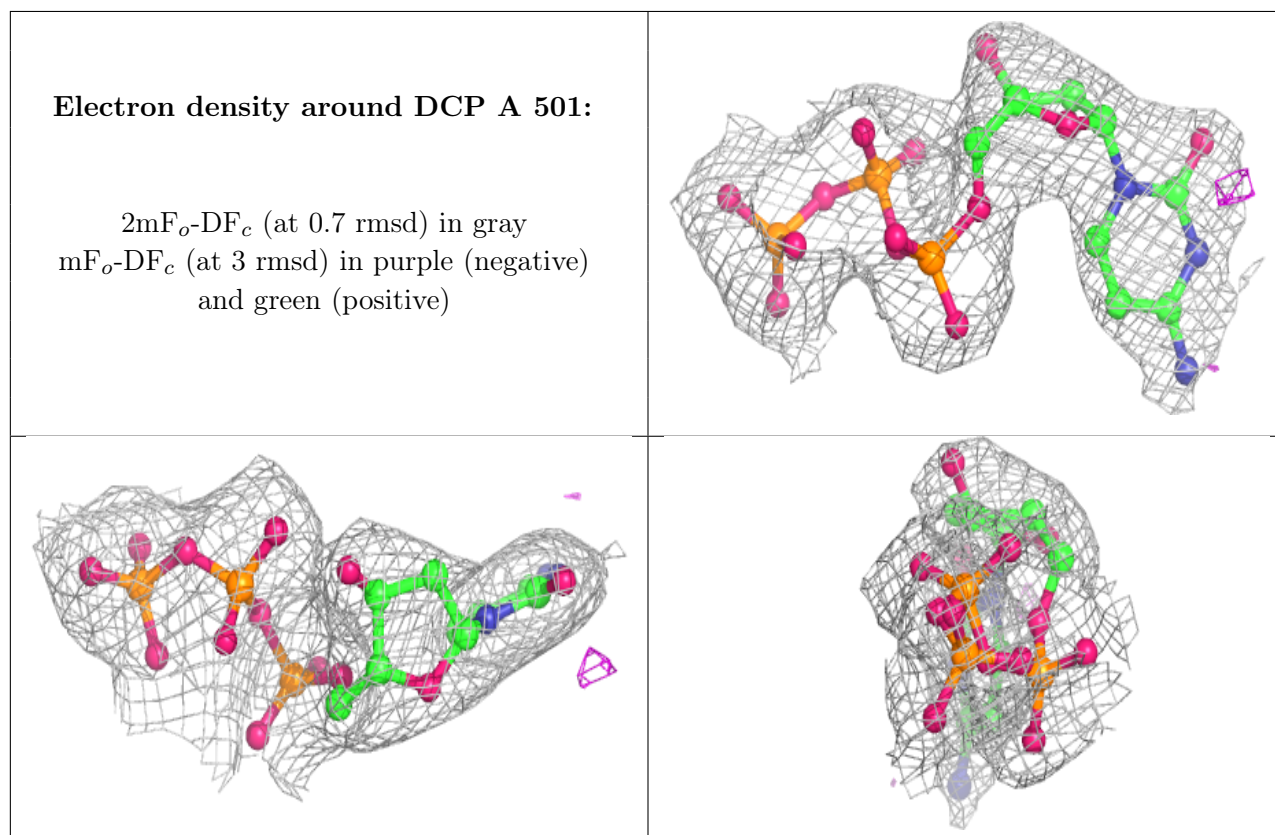 Electron density around DCP A 501:
2mFo-DFc (at 0.7 rmsd) in gray
mFo-DFc (at 3 rmsd) in purple (negative)
and green (positive)